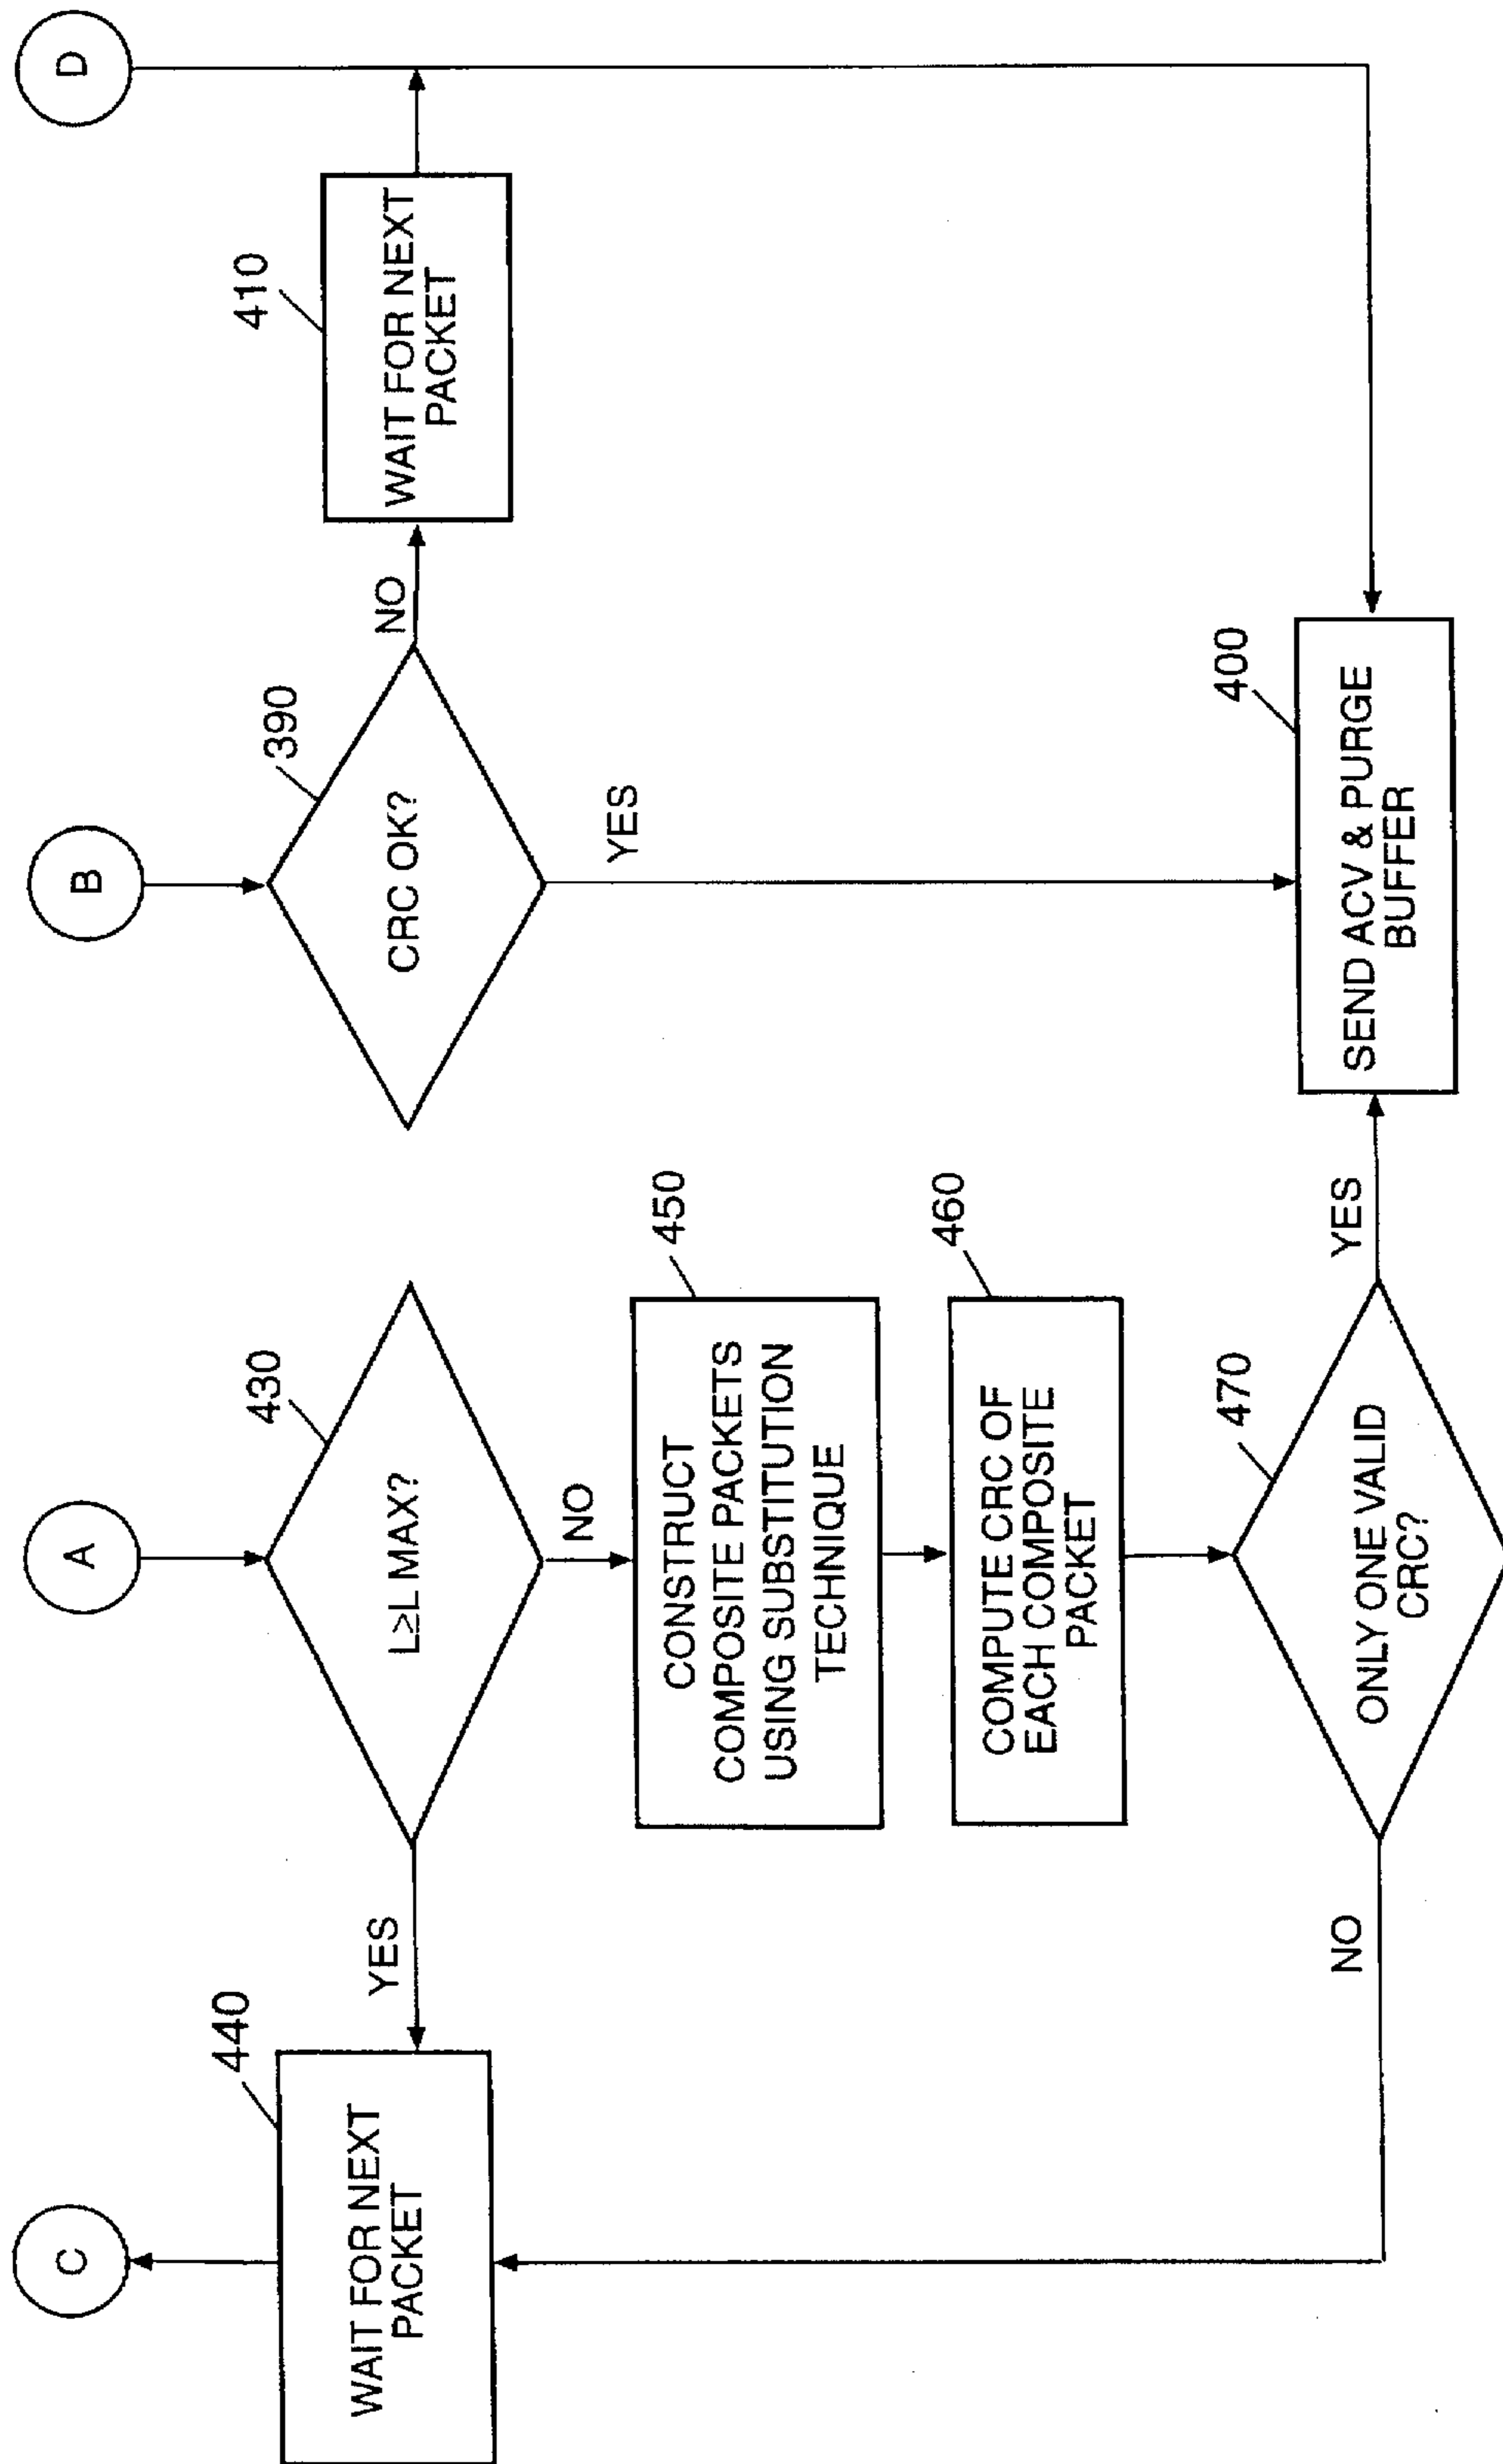 C
A
B
D
440
WAIT FOR NEXT
PACKET
YES
430
L≥L MAX?
NO
390
CRC OK?
NO
410
WAIT FOR NEXT
PACKET
450
CONSTRUCT
COMPOSITE PACKETS
USING SUBSTITUTION
TECHNIQUE
YES
460
COMPUTE CRC OF
EACH COMPOSITE
PACKET
470
ONLY ONE VALID
CRC?
NO
YES
400
SEND ACV & PURGE
BUFFER